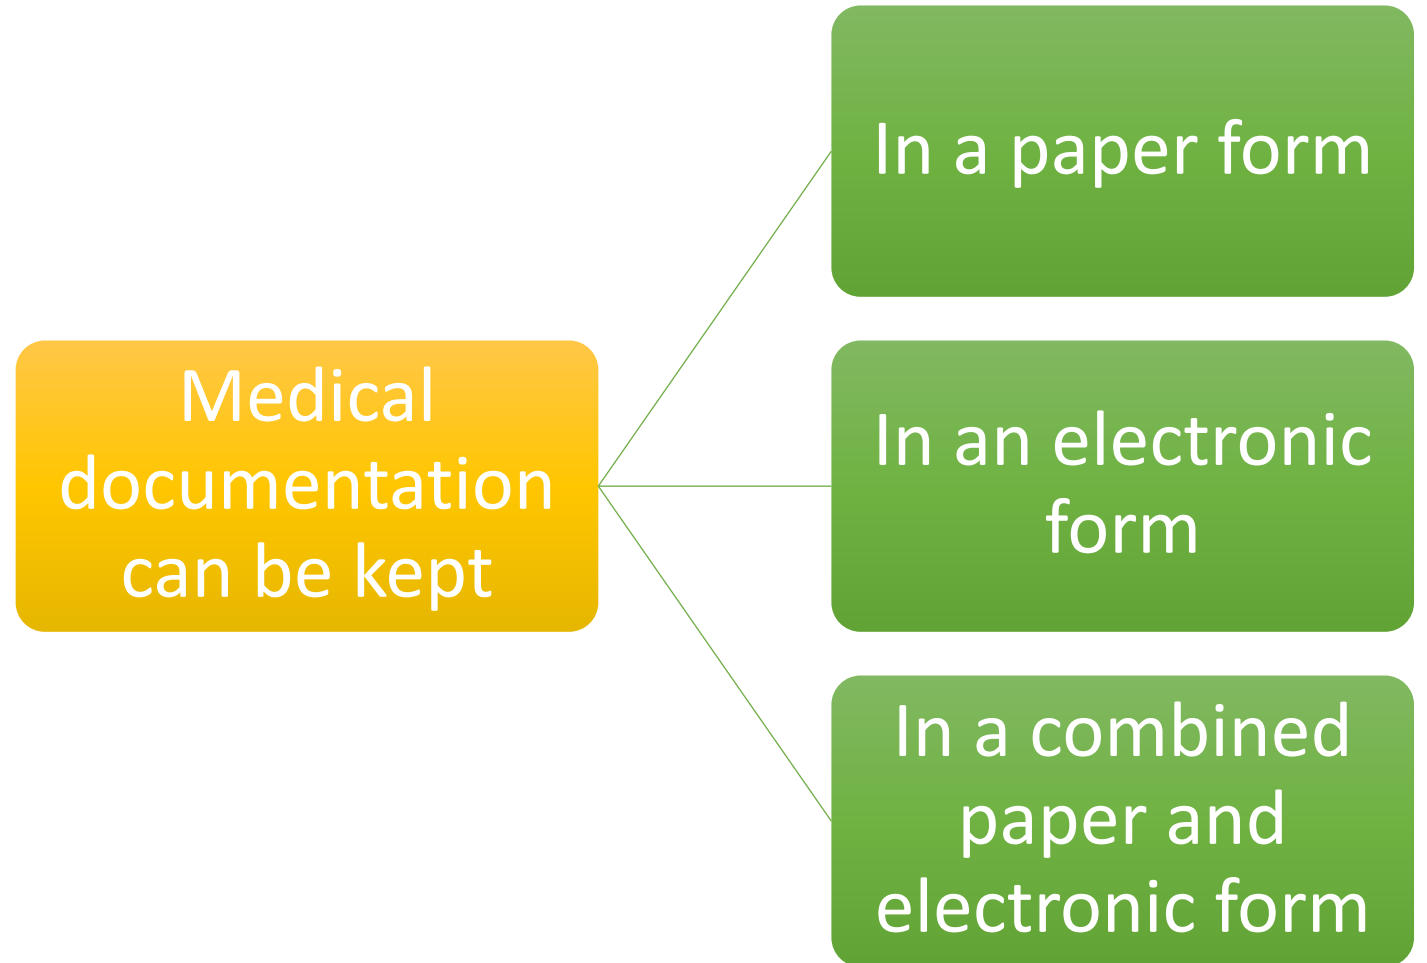 Medical
documentation
can be kept
In a paper form
In an electronic
form
In a combined
paper and
electronic form